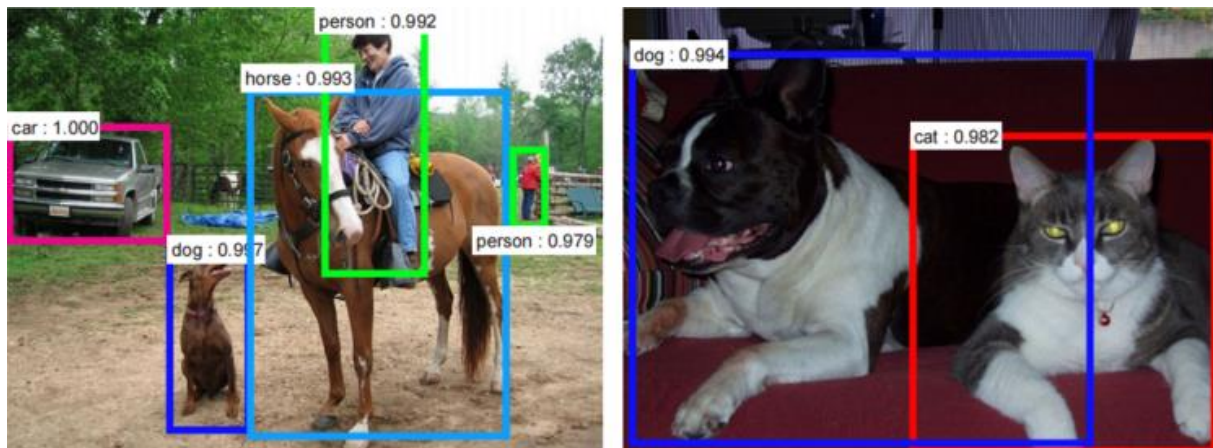 person : 0.992
horse : 0.993
car : 1.000
dog : 0.997
person : 0.979
dog : 0.994
cat : 0.982